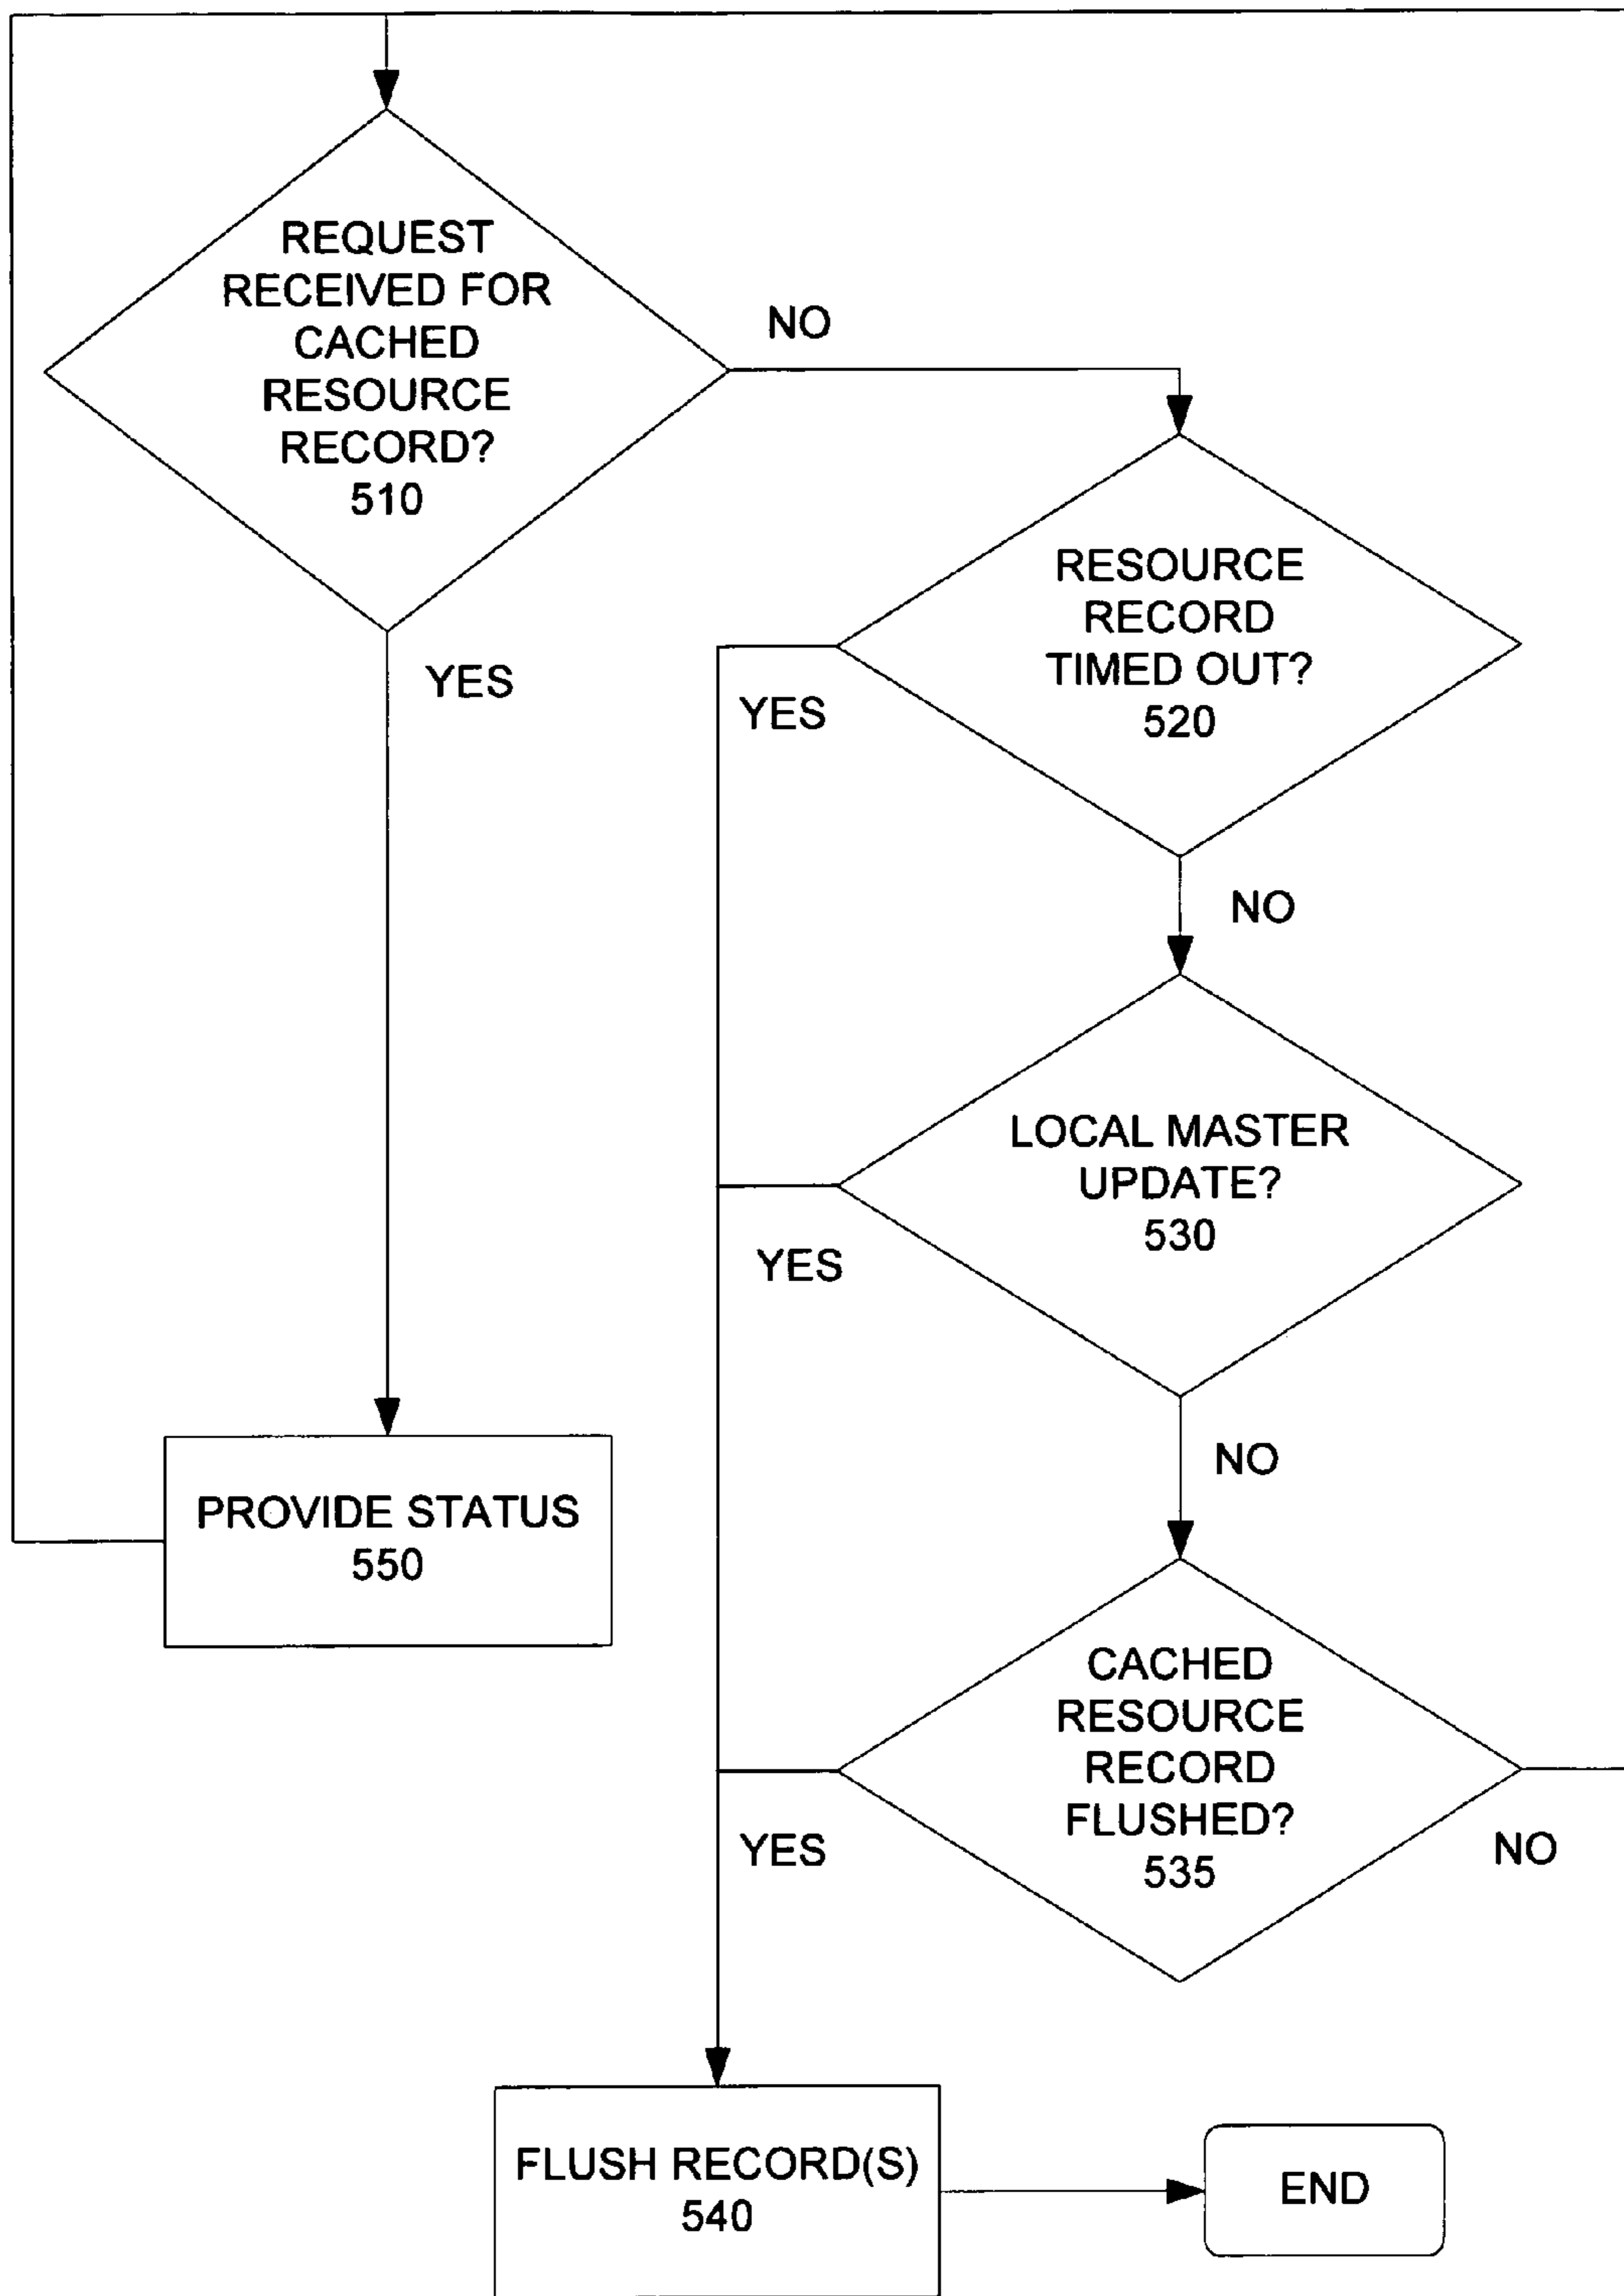 REQUEST
RECEIVED FOR
CACHED
RESOURCE
RECORD?
510
NO
YES
RESOURCE
RECORD
TIMED OUT?
520
YES
NO
LOCAL MASTER
UPDATE?
530
YES
NO
PROVIDE STATUS
550
CACHED
RESOURCE
RECORD
FLUSHED?
535
YES
NO
FLUSH RECORD(S)
540
END